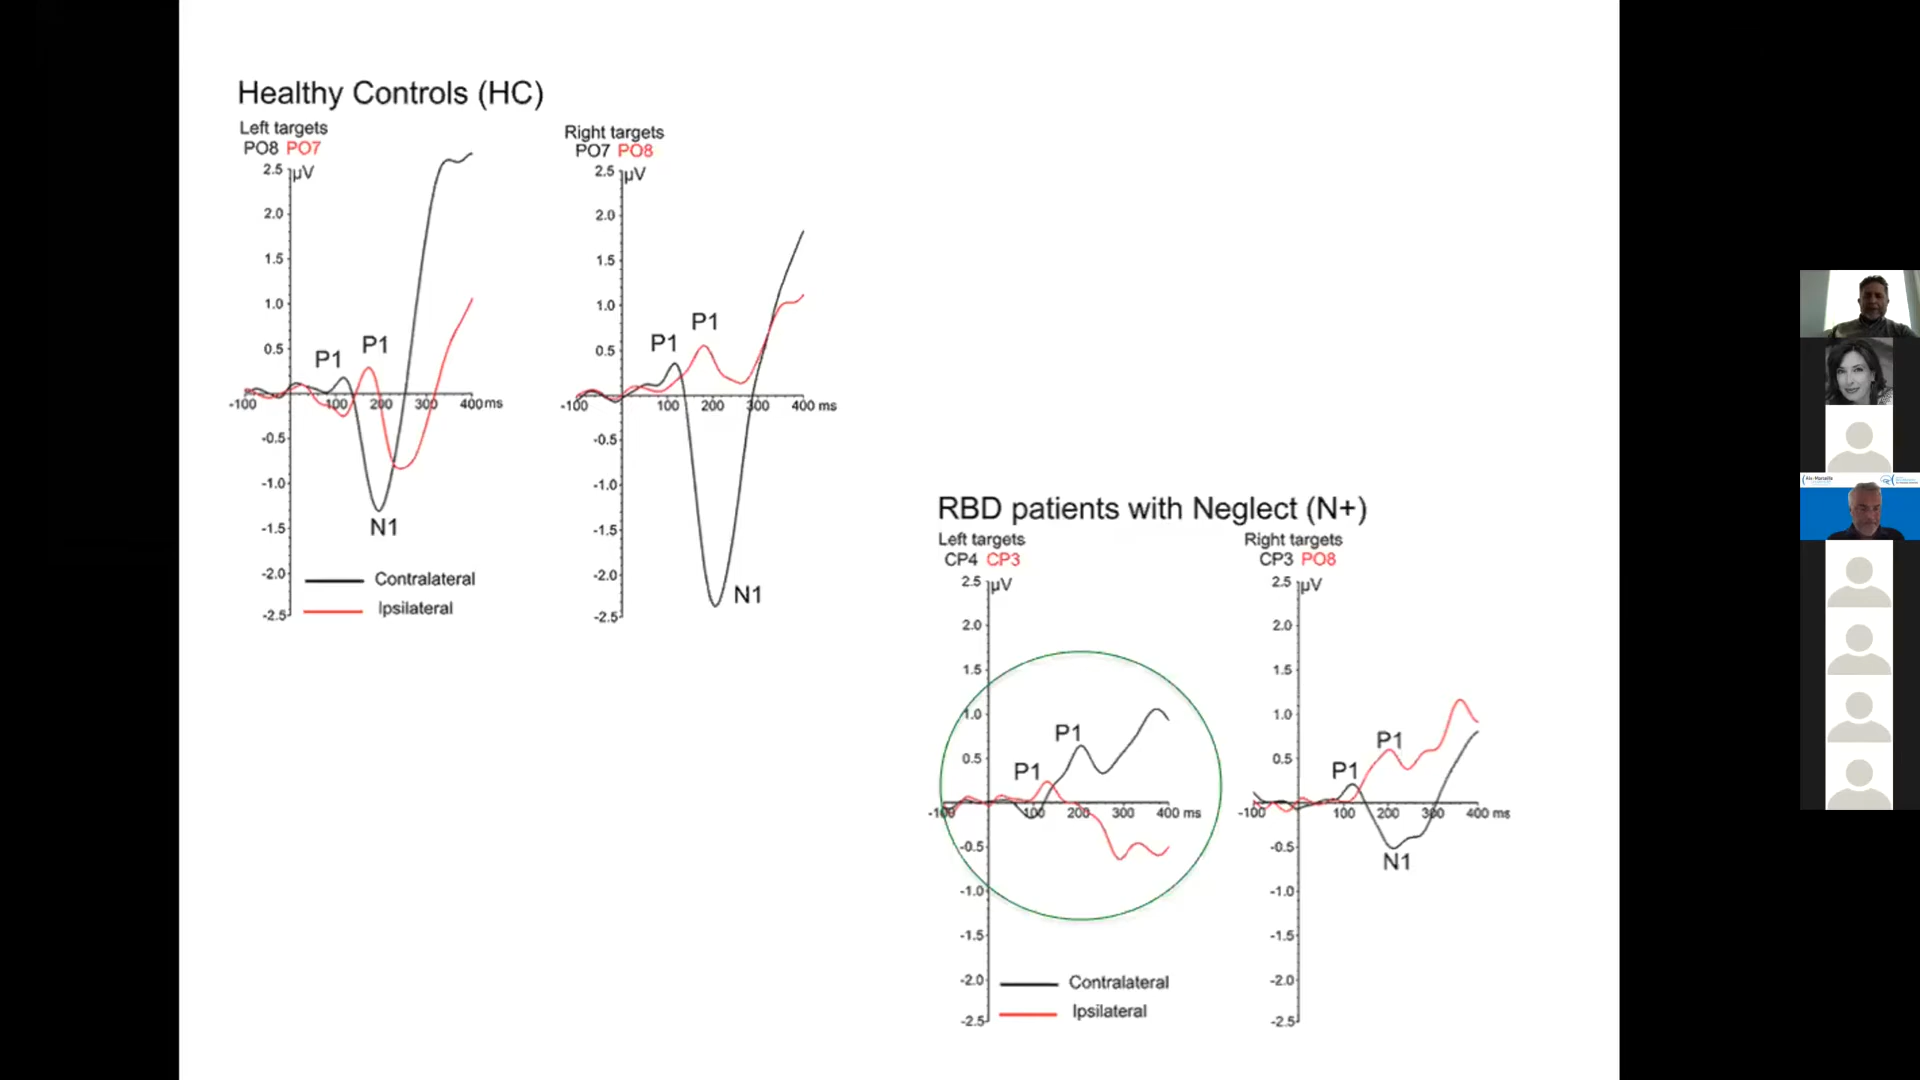 Healthy Controls (HC)
Left targets
PO8 PO7
2.5 µV
2.0
1.5
1.0
0.5
P1 P1
-100 100 200 300 400 ms
-0.5
-1.0
-1.5
N1
-2.0
-2.5
Contralateral
Ipsilateral
Right targets
PO7 PO8
2.5 µV
2.0
1.5
1.0
0.5
P1 P1
-100 100 200 300 400 ms
-0.5
-1.0
-1.5
-2.0
-2.5
N1
RBD patients with Neglect (N+)
Left targets
CP4 CP3
2.5 µV
2.0
1.5
1.0
0.5
P1 P1
-100 100 200 300 400 ms
-0.5
-1.0
-1.5
-2.0
-2.5
Contralateral
Ipsilateral
Right targets
CP3 PO8
2.5 µV
2.0
1.5
1.0
0.5
P1 P1
-100 100 200 300 400 ms
-0.5
N1
-1.0
-1.5
-2.0
-2.5